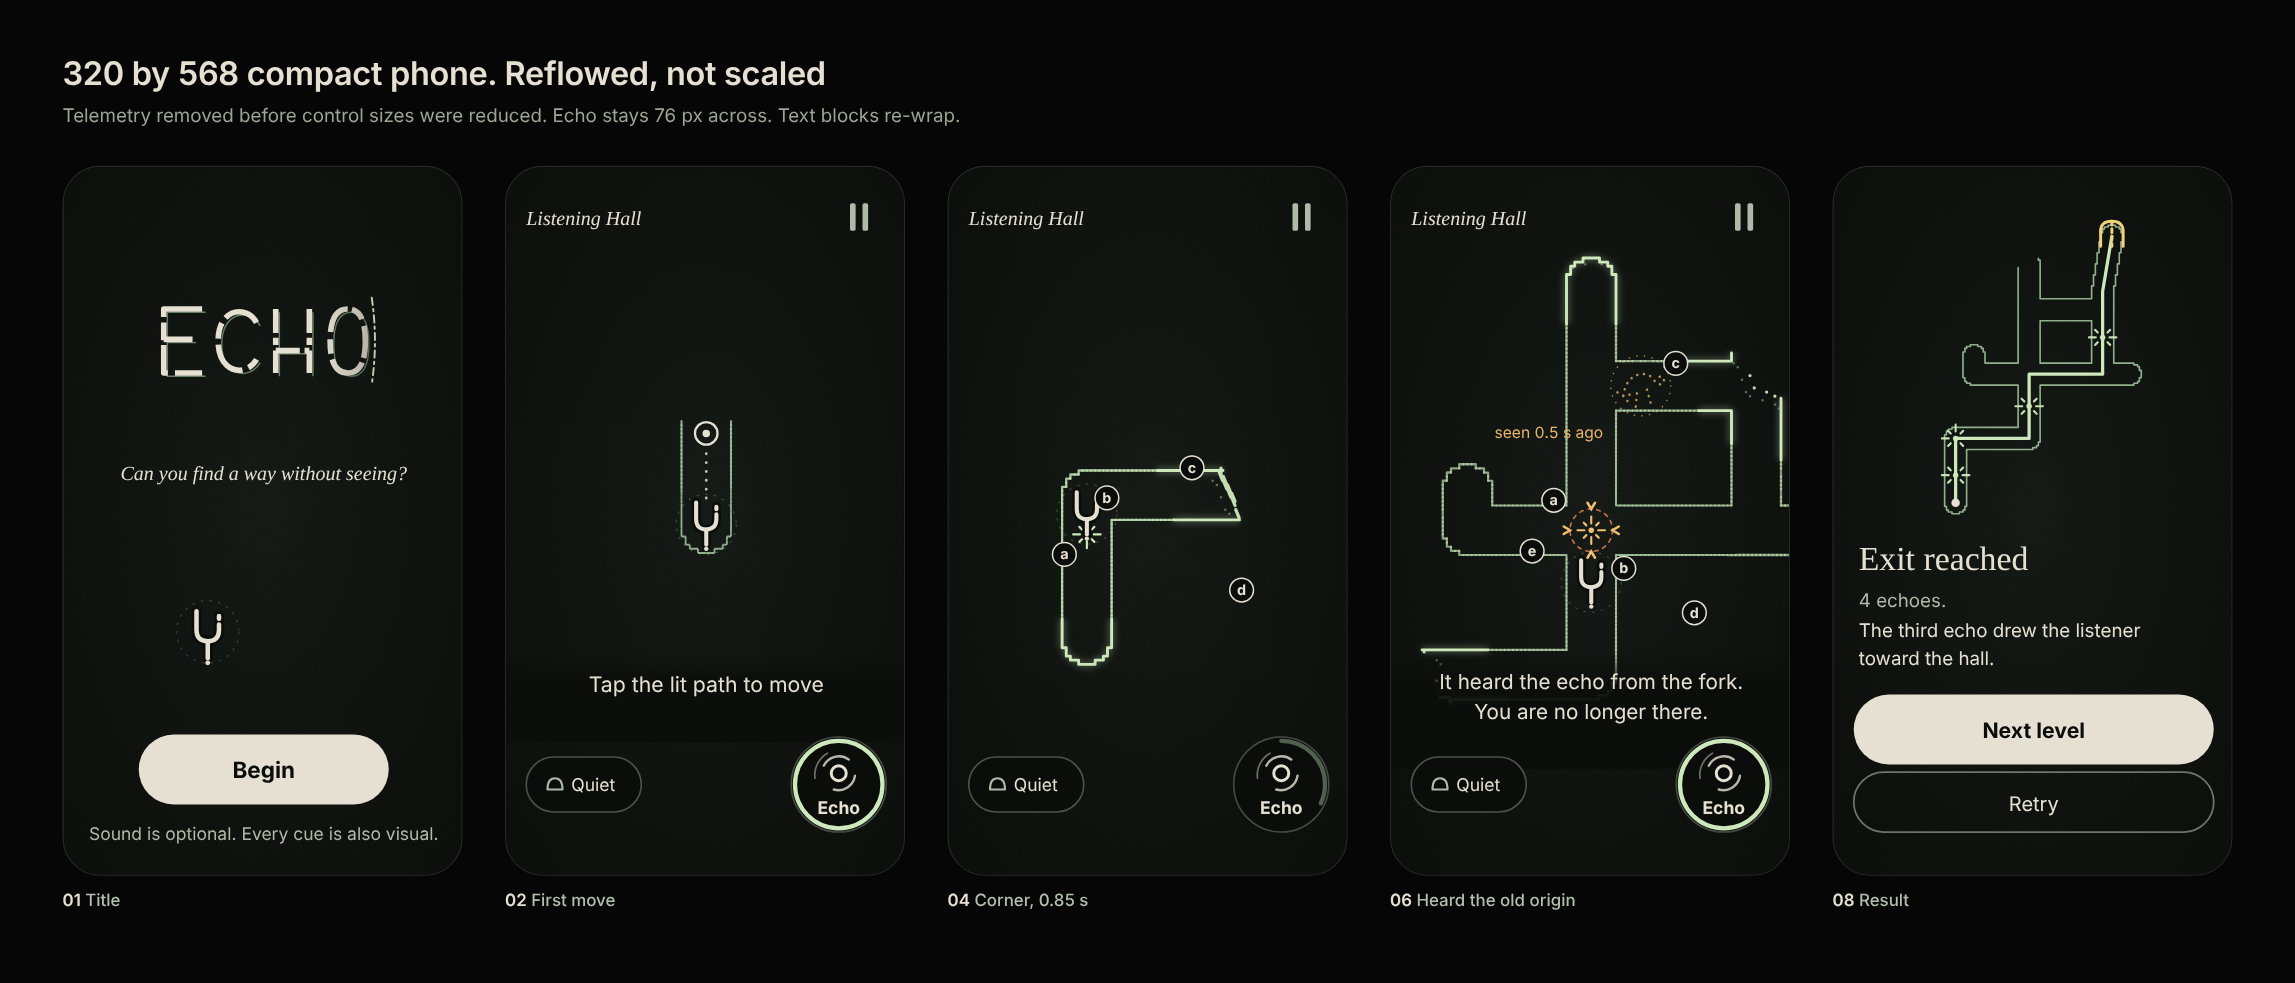 320 by 568 compact phone. Reflowed, not scaled
Telemetry removed before control sizes were reduced. Echo stays 76 px across. Text blocks re-wrap.
ECHO
Can you find a way without seeing?
Begin
Sound is optional. Every cue is also visual.
01 Title
Listening Hall
Tap the lit path to move
Quiet
Echo
02 First move
Listening Hall
c
b
a
d
Quiet
Echo
04 Corner, 0.85 s
Listening Hall
c
seen 0.5 s ago
a
e
b
d
It heard the echo from the fork.
You are no longer there.
Quiet
Echo
06 Heard the old origin
Exit reached
4 echoes.
The third echo drew the listener
toward the hall.
Next level
Retry
08 Result